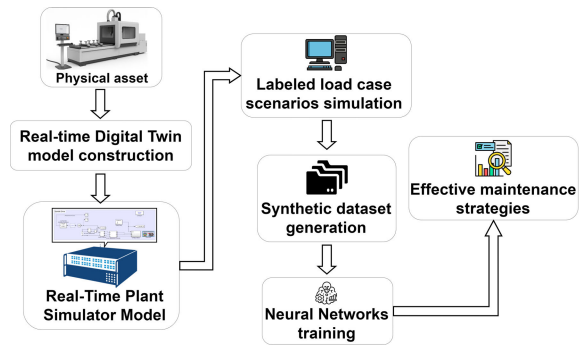 Physical asset
Real-time Digital Twin
model construction
Real-Time Plant
Simulator Model
Labeled load case
scenarios simulation
Synthetic dataset
generation
Neural Networks
training
Effective maintenance
strategies